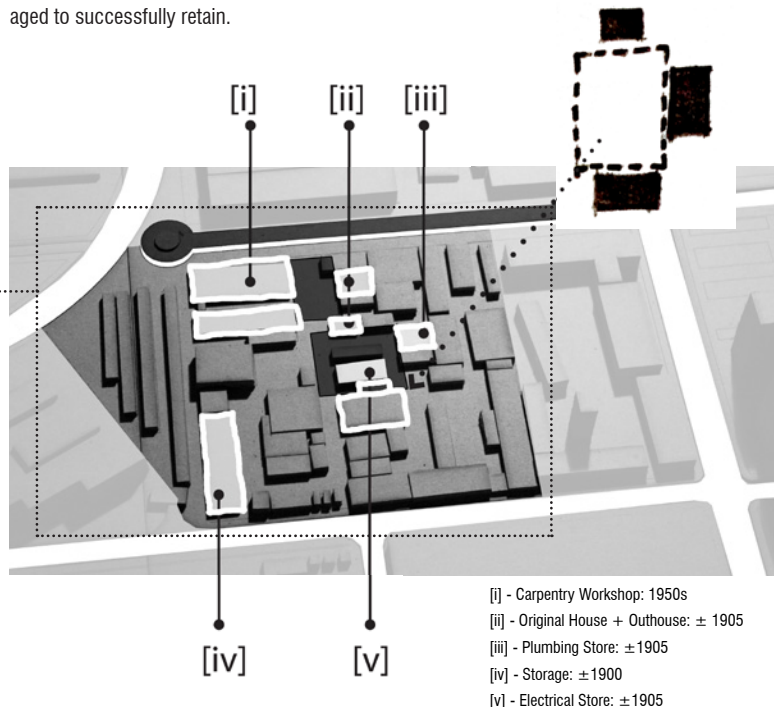 aged to successfully retain.
[i] [ii] [iii]
[iv] [v]
[i] - Carpentry Workshop: 1950s
[ii] - Original House + Outhouse: ± 1905
[iii] - Plumbing Store: ±1905
[iv] - Storage: ±1900
[v] - Electrical Store: ±1905